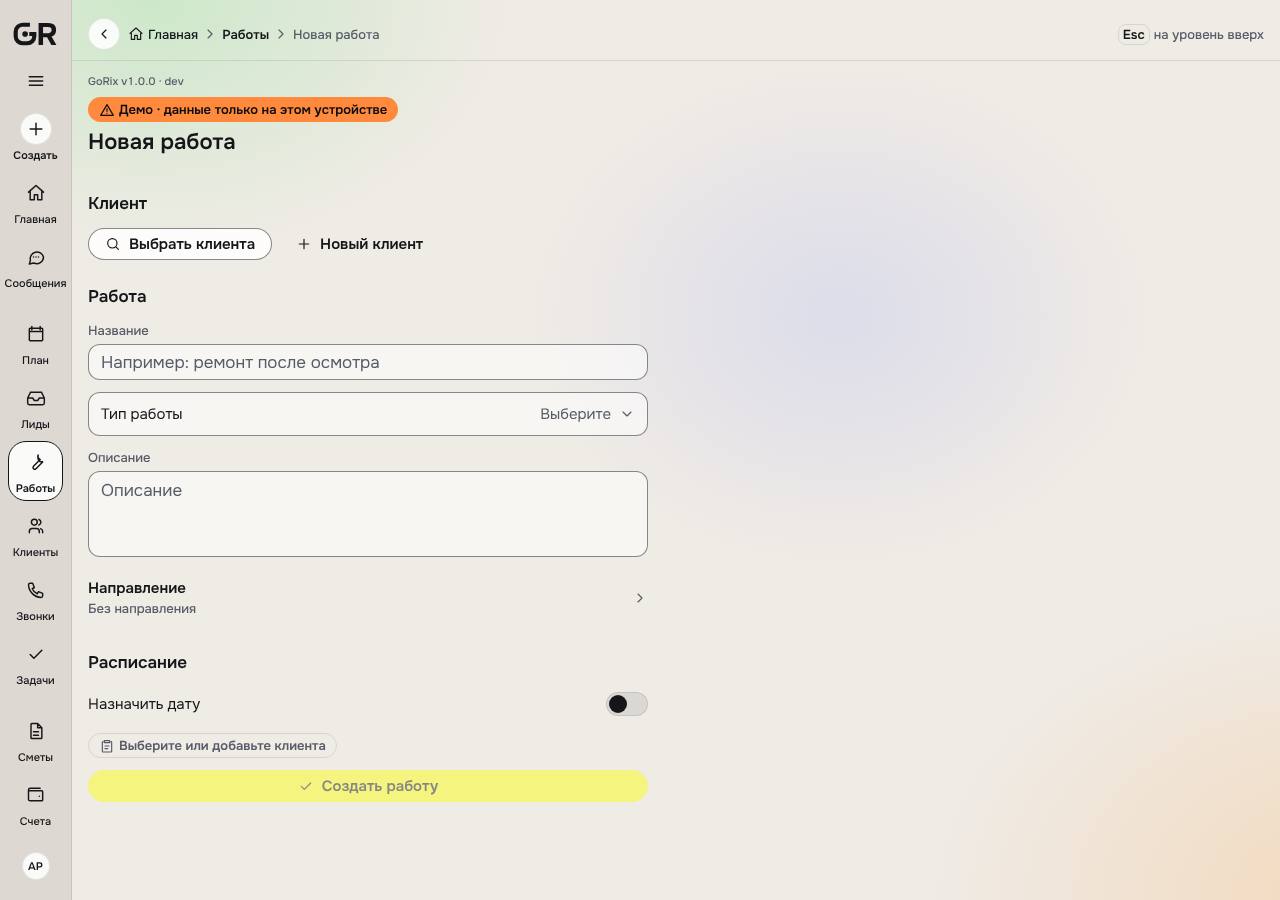 GR
Главная
Работы
Новая работа
Esc на уровень вверх
GoRix v1.0.0 · dev
Демо · данные только на этом устройстве
Новая работа
Создать
Главная
Сообщения
План
Лиды
Работы
Клиенты
Звонки
Задачи
Сметы
Счета
AP
Клиент
Выбрать клиента
Новый клиент
Работа
Название
Например: ремонт после осмотра
Тип работы
Выберите
Описание
Описание
Направление
Без направления
Расписание
Назначить дату
Выберите или добавьте клиента
Создать работу